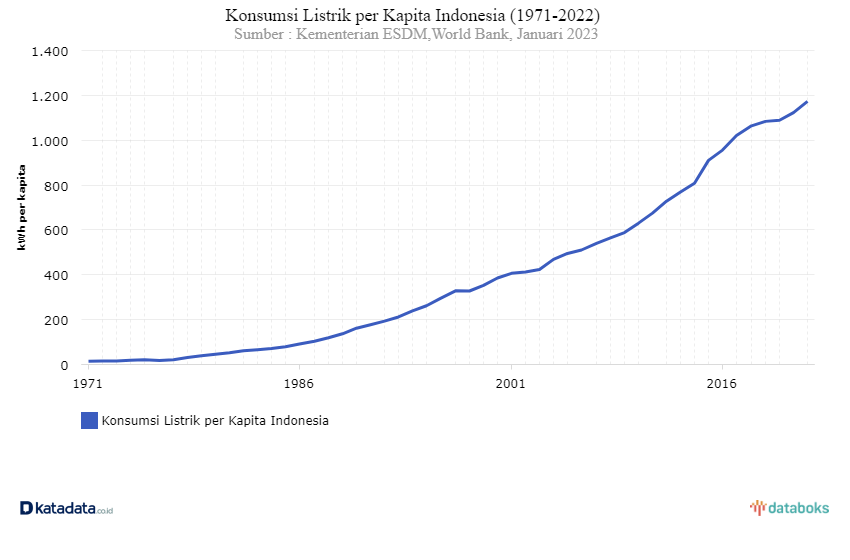 Konsumsi Listrik per Kapita Indonesia (1971-2022)
Sumber : Kementerian ESDM,World Bank, Januari 2023
1.400
1.200
1.000
800
600
400
200
0
kWh per kapita
1971
1986
2001
2016
Konsumsi Listrik per Kapita Indonesia
katadata.co.id
databoks